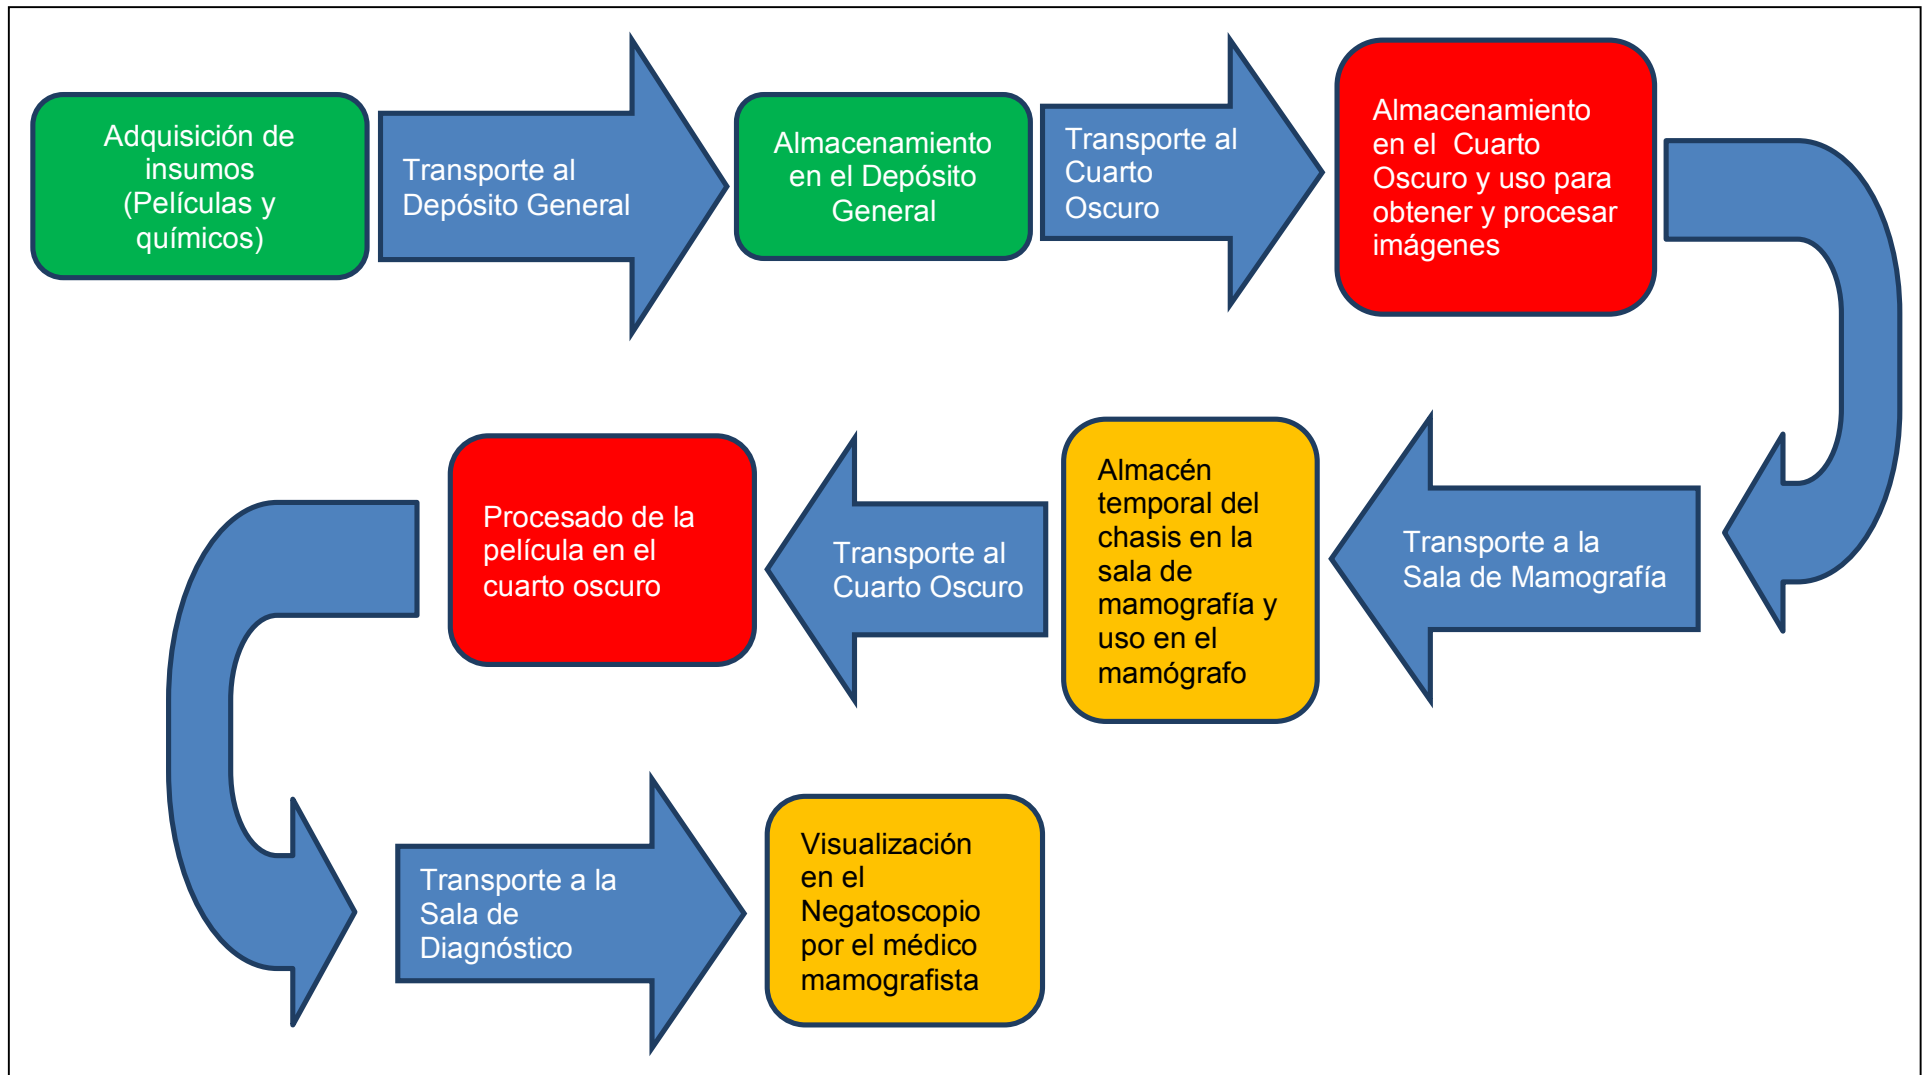 Adquisición de
insumos
(Películas y
químicos)
Transporte al
Depósito General
Almacenamiento
en el Depósito
General
Transporte al
Cuarto
Oscuro
Almacenamiento
en el Cuarto
Oscuro y uso para
obtener y procesar
imágenes
Transporte a la
Sala de Mamografía
Almacén
temporal del
chasis en la
sala de
mamografía y
uso en el
mamógrafo
Transporte al
Cuarto Oscuro
Procesado de la
película en el
cuarto oscuro
Transporte a la
Sala de
Diagnóstico
Visualización
en el
Negatoscopio
por el médico
mamografista